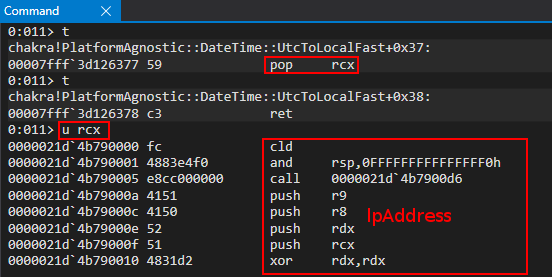 Command
0:011> t
chakra!PlatformAgnostic::DateTime::UtcToLocalFast+0x37:
00007fff`3d126377 59 pop rcx
0:011> t
chakra!PlatformAgnostic::DateTime::UtcToLocalFast+0x38:
00007fff`3d126378 c3 ret
0:011> u rcx
0000021d`4b790000 fc cld
0000021d`4b790001 4883e4f0 and rsp,0FFFFFFFFFFFFFFF0h
0000021d`4b790005 e8cc000000 call 0000021d`4b7900d6
0000021d`4b79000a 4151 push r9
0000021d`4b79000c 4150 push r8
0000021d`4b79000e 52 push rdx
0000021d`4b79000f 51 push rcx
0000021d`4b790010 4831d2 xor rdx,rdx
lpAddress